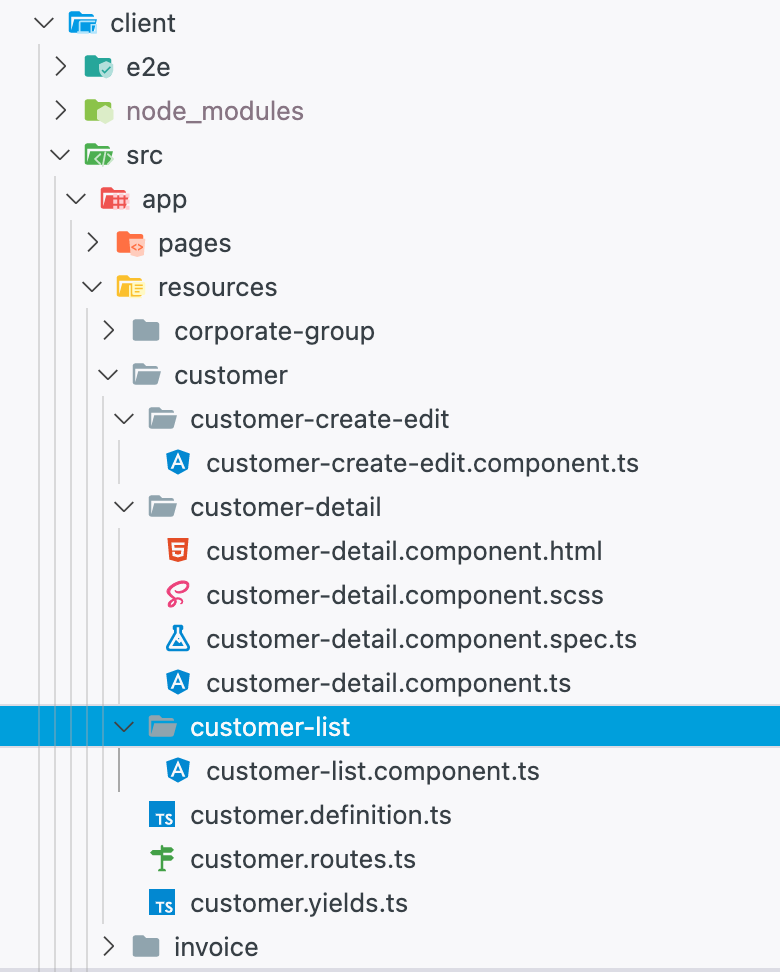 client
e2e
node_modules
src
app
pages
resources
corporate-group
customer
customer-create-edit
customer-create-edit.component.ts
customer-detail
customer-detail.component.html
customer-detail.component.scss
customer-detail.component.spec.ts
customer-detail.component.ts
customer-list
customer-list.component.ts
TS customer.definition.ts
customer.routes.ts
TS customer.yields.ts
invoice